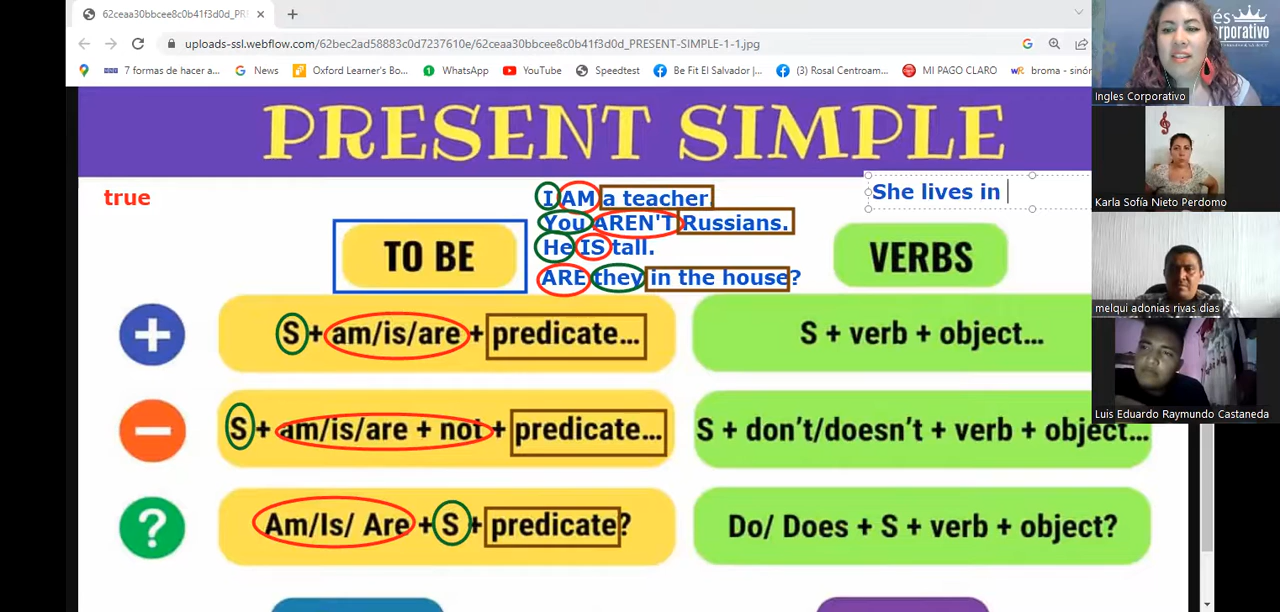 62ceaa30bbcee8c0b41f3d0d_PRE
uploads-ssl.webflow.com/62bec2ad58883c0d7237610e/62ceaa30bbcee8c0b41f3d0d_PRESENT-SIMPLE-1-1.jpg
7 formas de hacer a... News Oxford Learner's Bo... WhatsApp YouTube Speedtest Be Fit El Salvador |... (3) Rosal Centroam... MI PAGO CLARO broma - sinón
PRESENT SIMPLE
true
I AM a teacher.
You AREN'T Russians.
He IS tall.
ARE they in the house?
She lives in
TO BE
VERBS
S + am/is/are + predicate...
S + verb + object...
S + am/is/are + not + predicate...
S + don't/doesn't + verb + object...
Am/Is/ Are + S + predicate?
Do/ Does + S + verb + object?
Ingles Corporativo
Karla Sofía Nieto Perdomo
melqui adonias rivas dias
Luis Eduardo Raymundo Castaneda